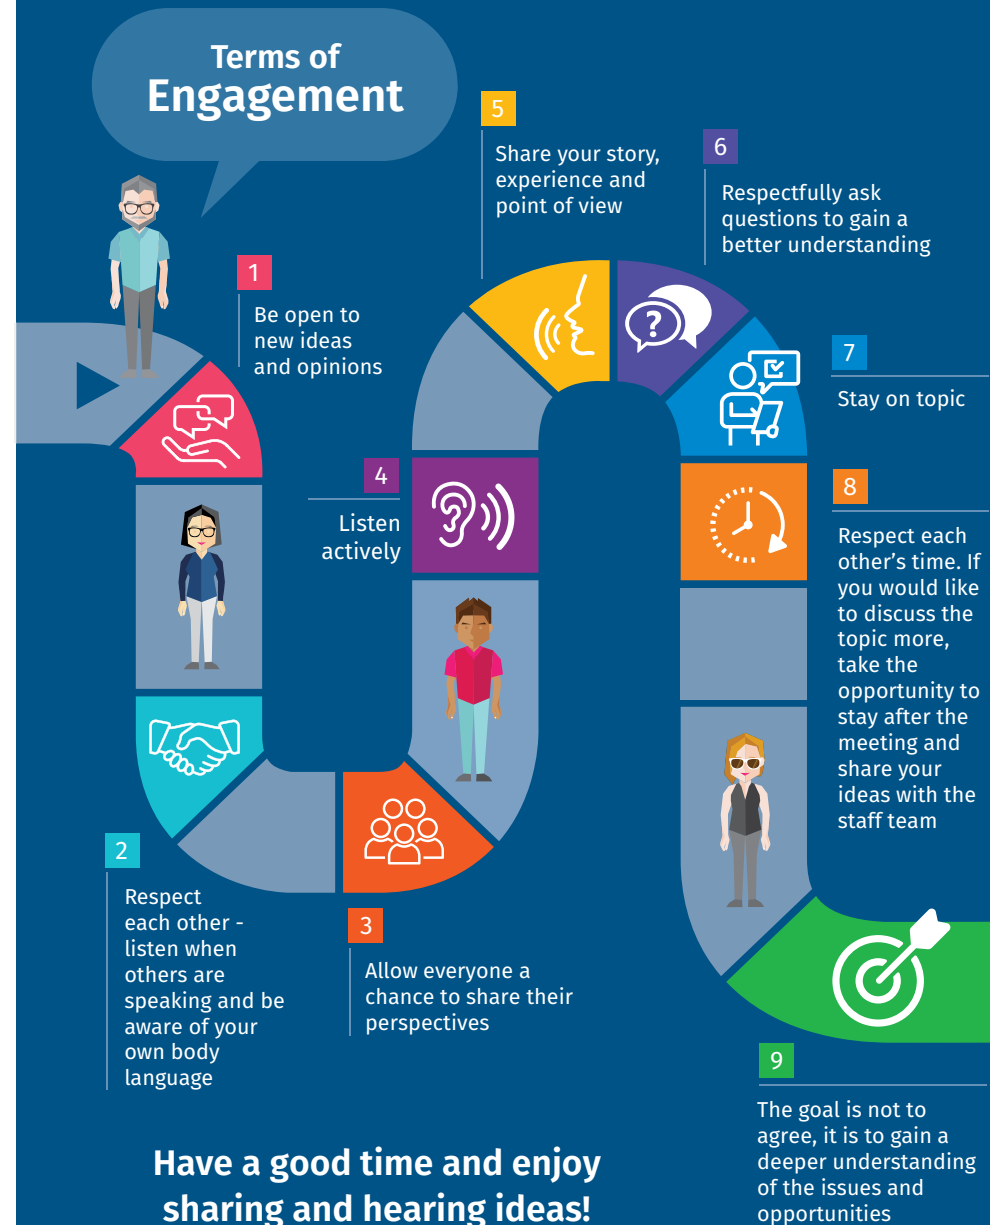 Terms of
Engagement
1
Be open to
new ideas
and opinions
2
Respect
each other -
listen when
others are
speaking and be
aware of your
own body
language
3
Allow everyone a
chance to share their
perspectives
4
Listen
actively
5
Share your story,
experience and
point of view
6
Respectfully ask
questions to gain a
better understanding
?
7
Stay on topic
8
Respect each
other’s time. If
you would like
to discuss the
topic more,
take the
opportunity to
stay after the
meeting and
share your
ideas with the
staff team
9
The goal is not to
agree, it is to gain a
deeper understanding
of the issues and
opportunities
Have a good time and enjoy
sharing and hearing ideas!